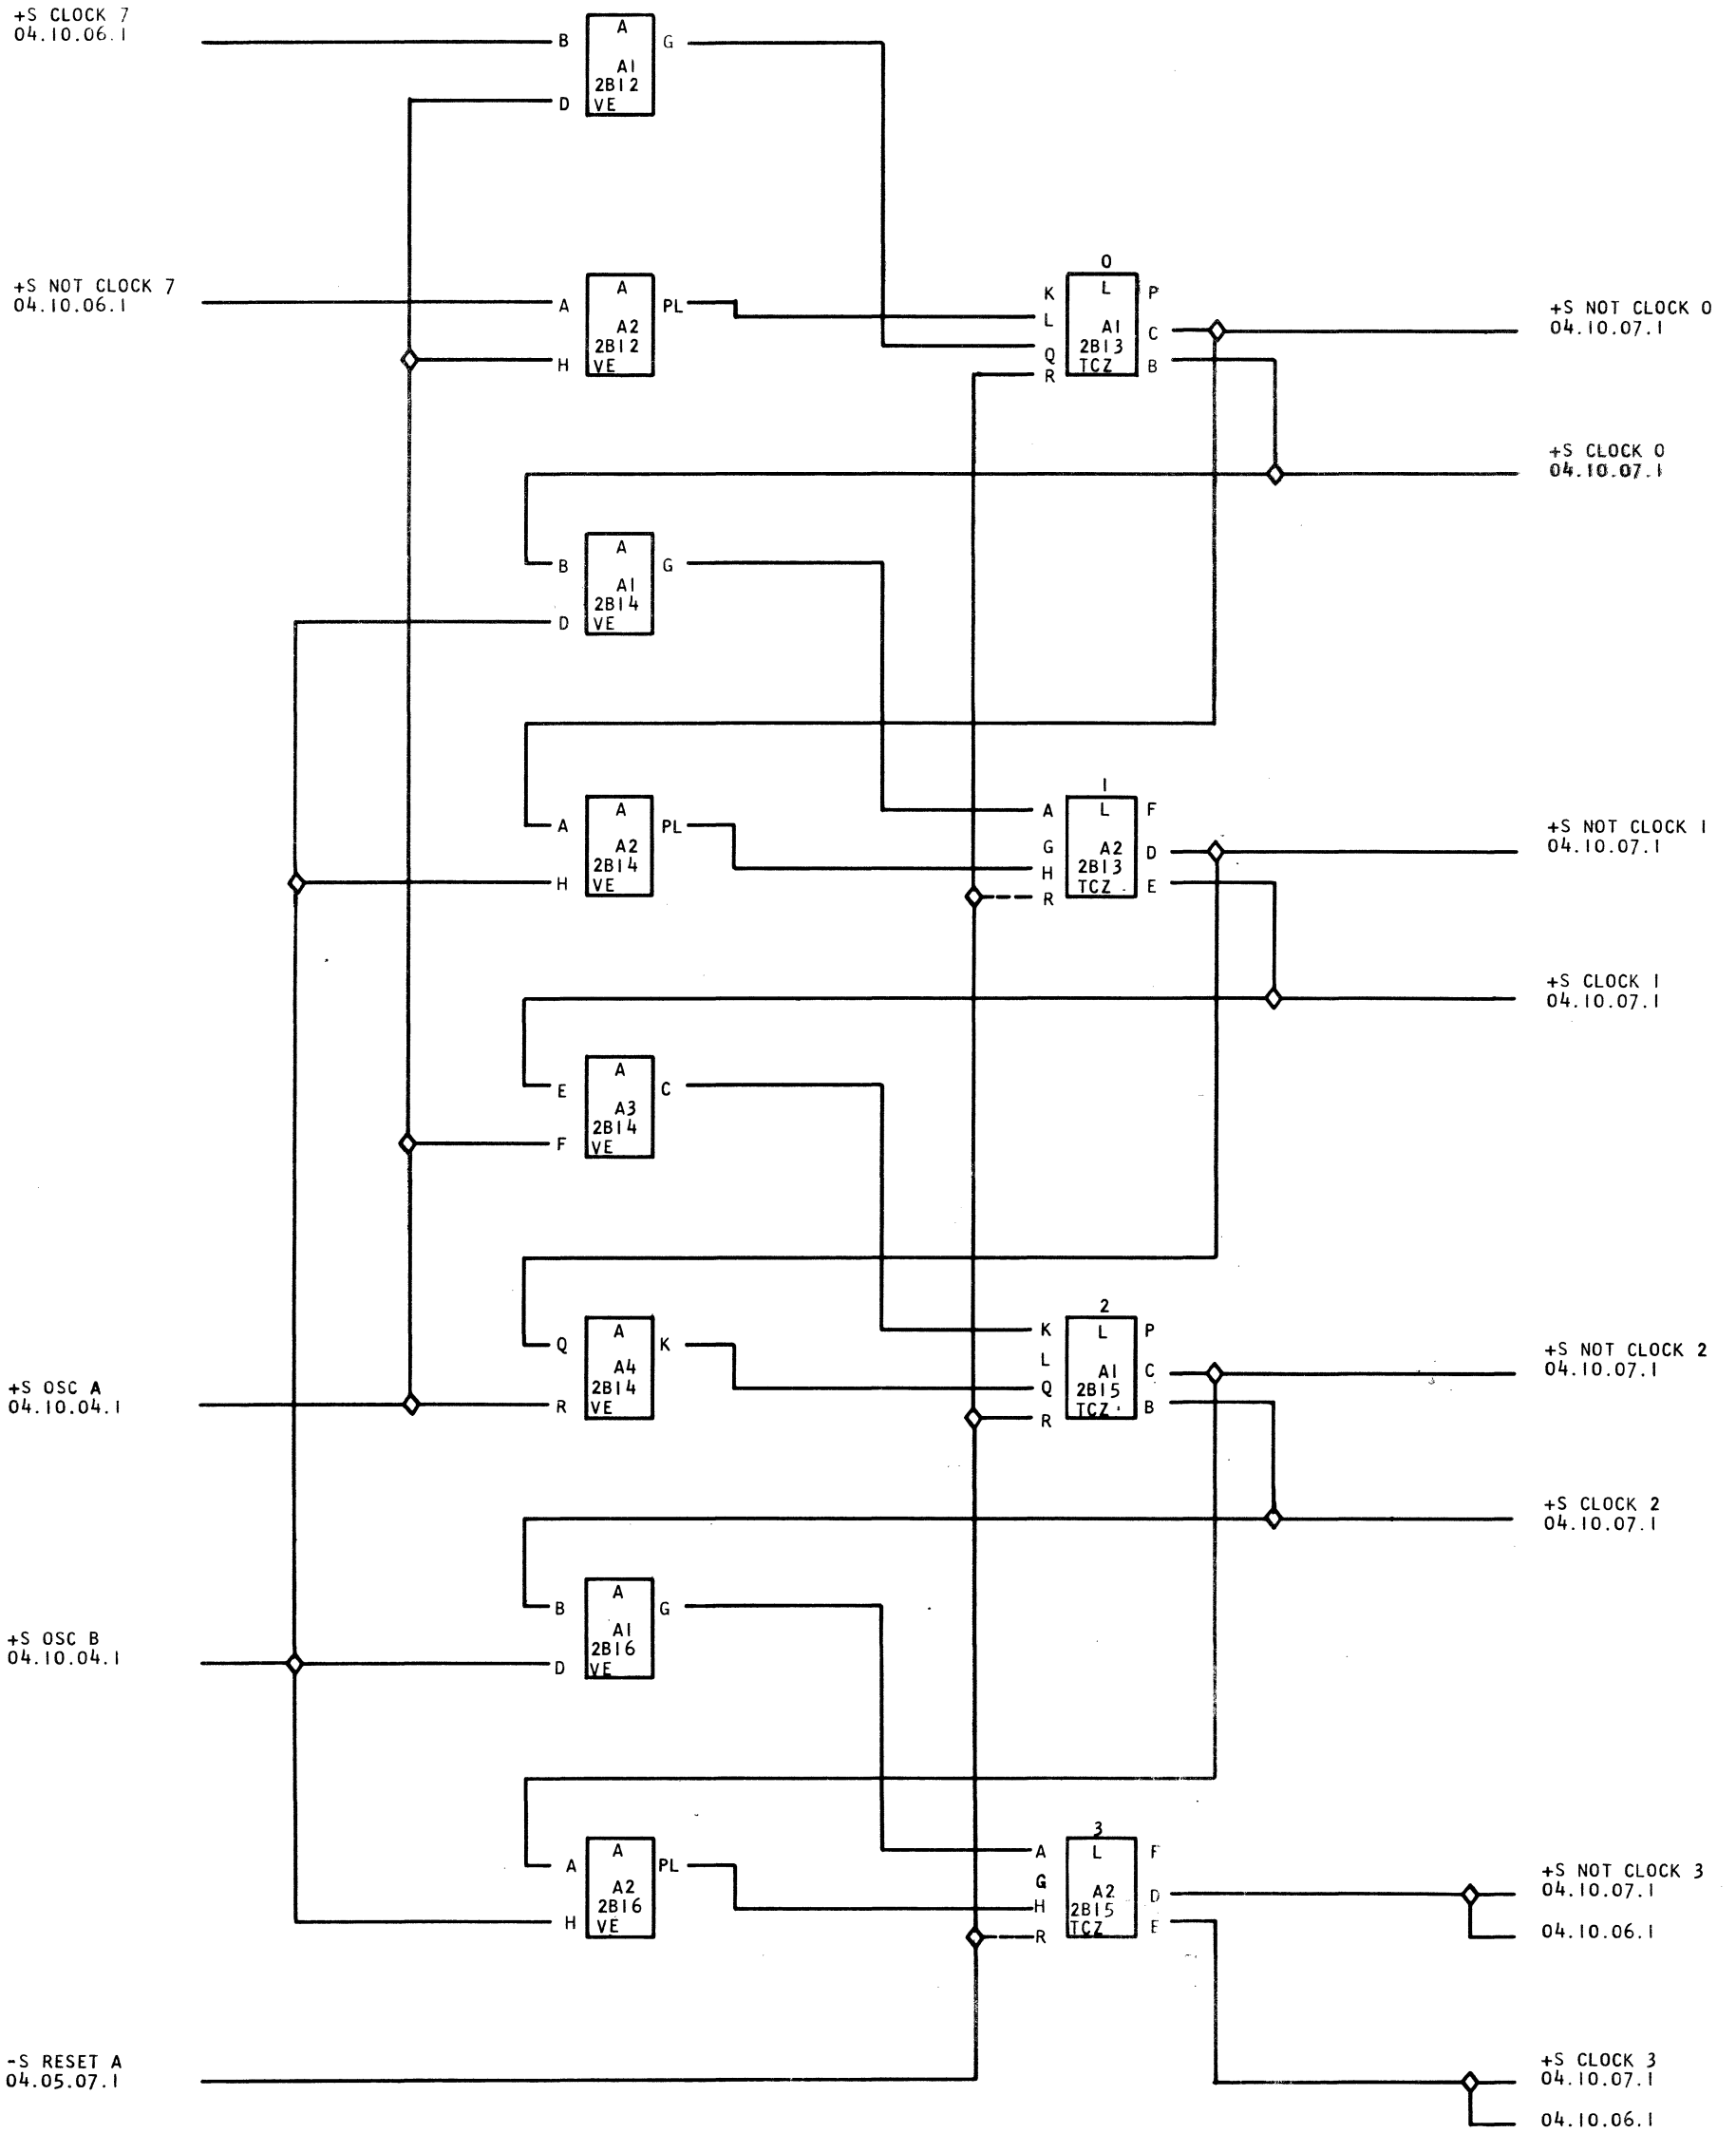 +S CLOCK 7
04.10.06.1
B
D
A
A1
2B12
VE
G
+S NOT CLOCK 7
04.10.06.1
A
H
A
A2
2B12
VE
PL
0
K
L
Q
R
L
A1
2B13
TCZ
P
C
B
+S NOT CLOCK 0
04.10.07.1
+S CLOCK 0
04.10.07.1
B
D
A
A1
2B14
VE
G
A
H
A
A2
2B14
VE
PL
1
A
G
H
R
L
A2
2B13
TCZ
F
D
E
+S NOT CLOCK 1
04.10.07.1
+S CLOCK 1
04.10.07.1
E
F
A
A3
2B14
VE
C
+S OSC A
04.10.04.1
Q
R
A
A4
2B14
VE
K
2
K
L
Q
R
L
A1
2B15
TCZ
P
C
B
+S NOT CLOCK 2
04.10.07.1
+S CLOCK 2
04.10.07.1
+S OSC B
04.10.04.1
B
D
A
A1
2B16
VE
G
A
H
A
A2
2B16
VE
PL
3
A
G
H
R
L
A2
2B15
TCZ
F
D
E
+S NOT CLOCK 3
04.10.07.1
04.10.06.1
-S RESET A
04.05.07.1
+S CLOCK 3
04.10.07.1
04.10.06.1